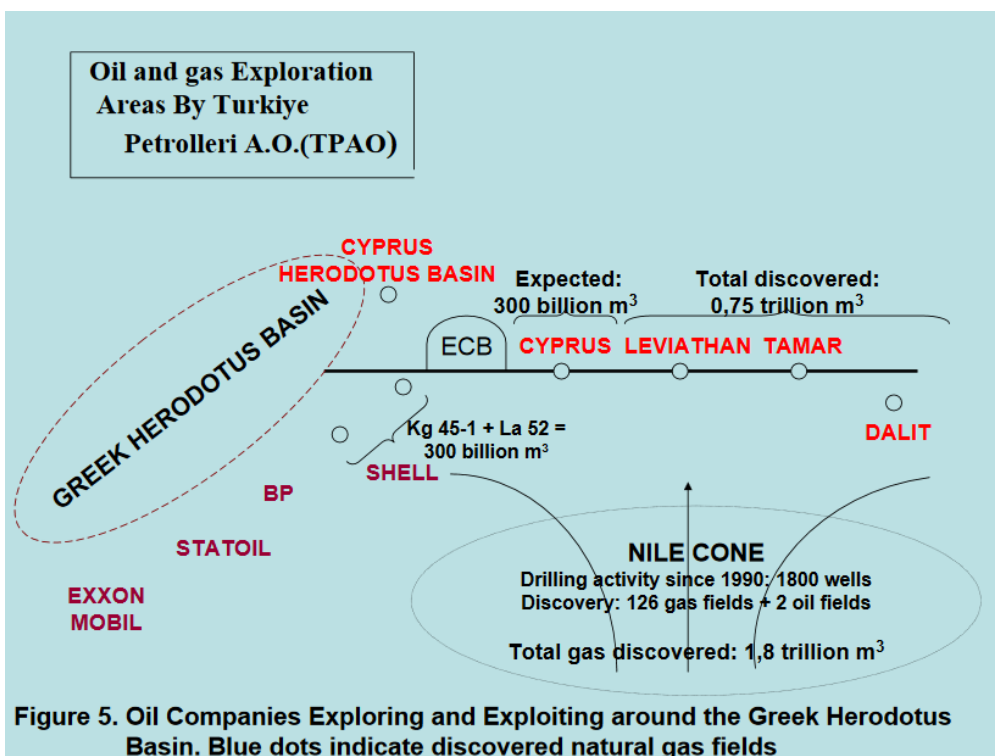 Oil and gas Exploration
Areas By Turkiye
Petrolleri A.O.(TPAO)
CYPRUS
HERODOTUS BASIN
GREEK HERODOTUS BASIN
Expected:
300 billion m³
Total discovered:
0,75 trillion m³
ECB
CYPRUS
LEVIATHAN
TAMAR
DALIT
Kg 45-1 + La 52 =
300 billion m³
SHELL
BP
STATOIL
EXXON
MOBIL
NILE CONE
Drilling activity since 1990: 1800 wells
Discovery: 126 gas fields + 2 oil fields
Total gas discovered: 1,8 trillion m³
Figure 5. Oil Companies Exploring and Exploiting around the Greek Herodotus
Basin. Blue dots indicate discovered natural gas fields